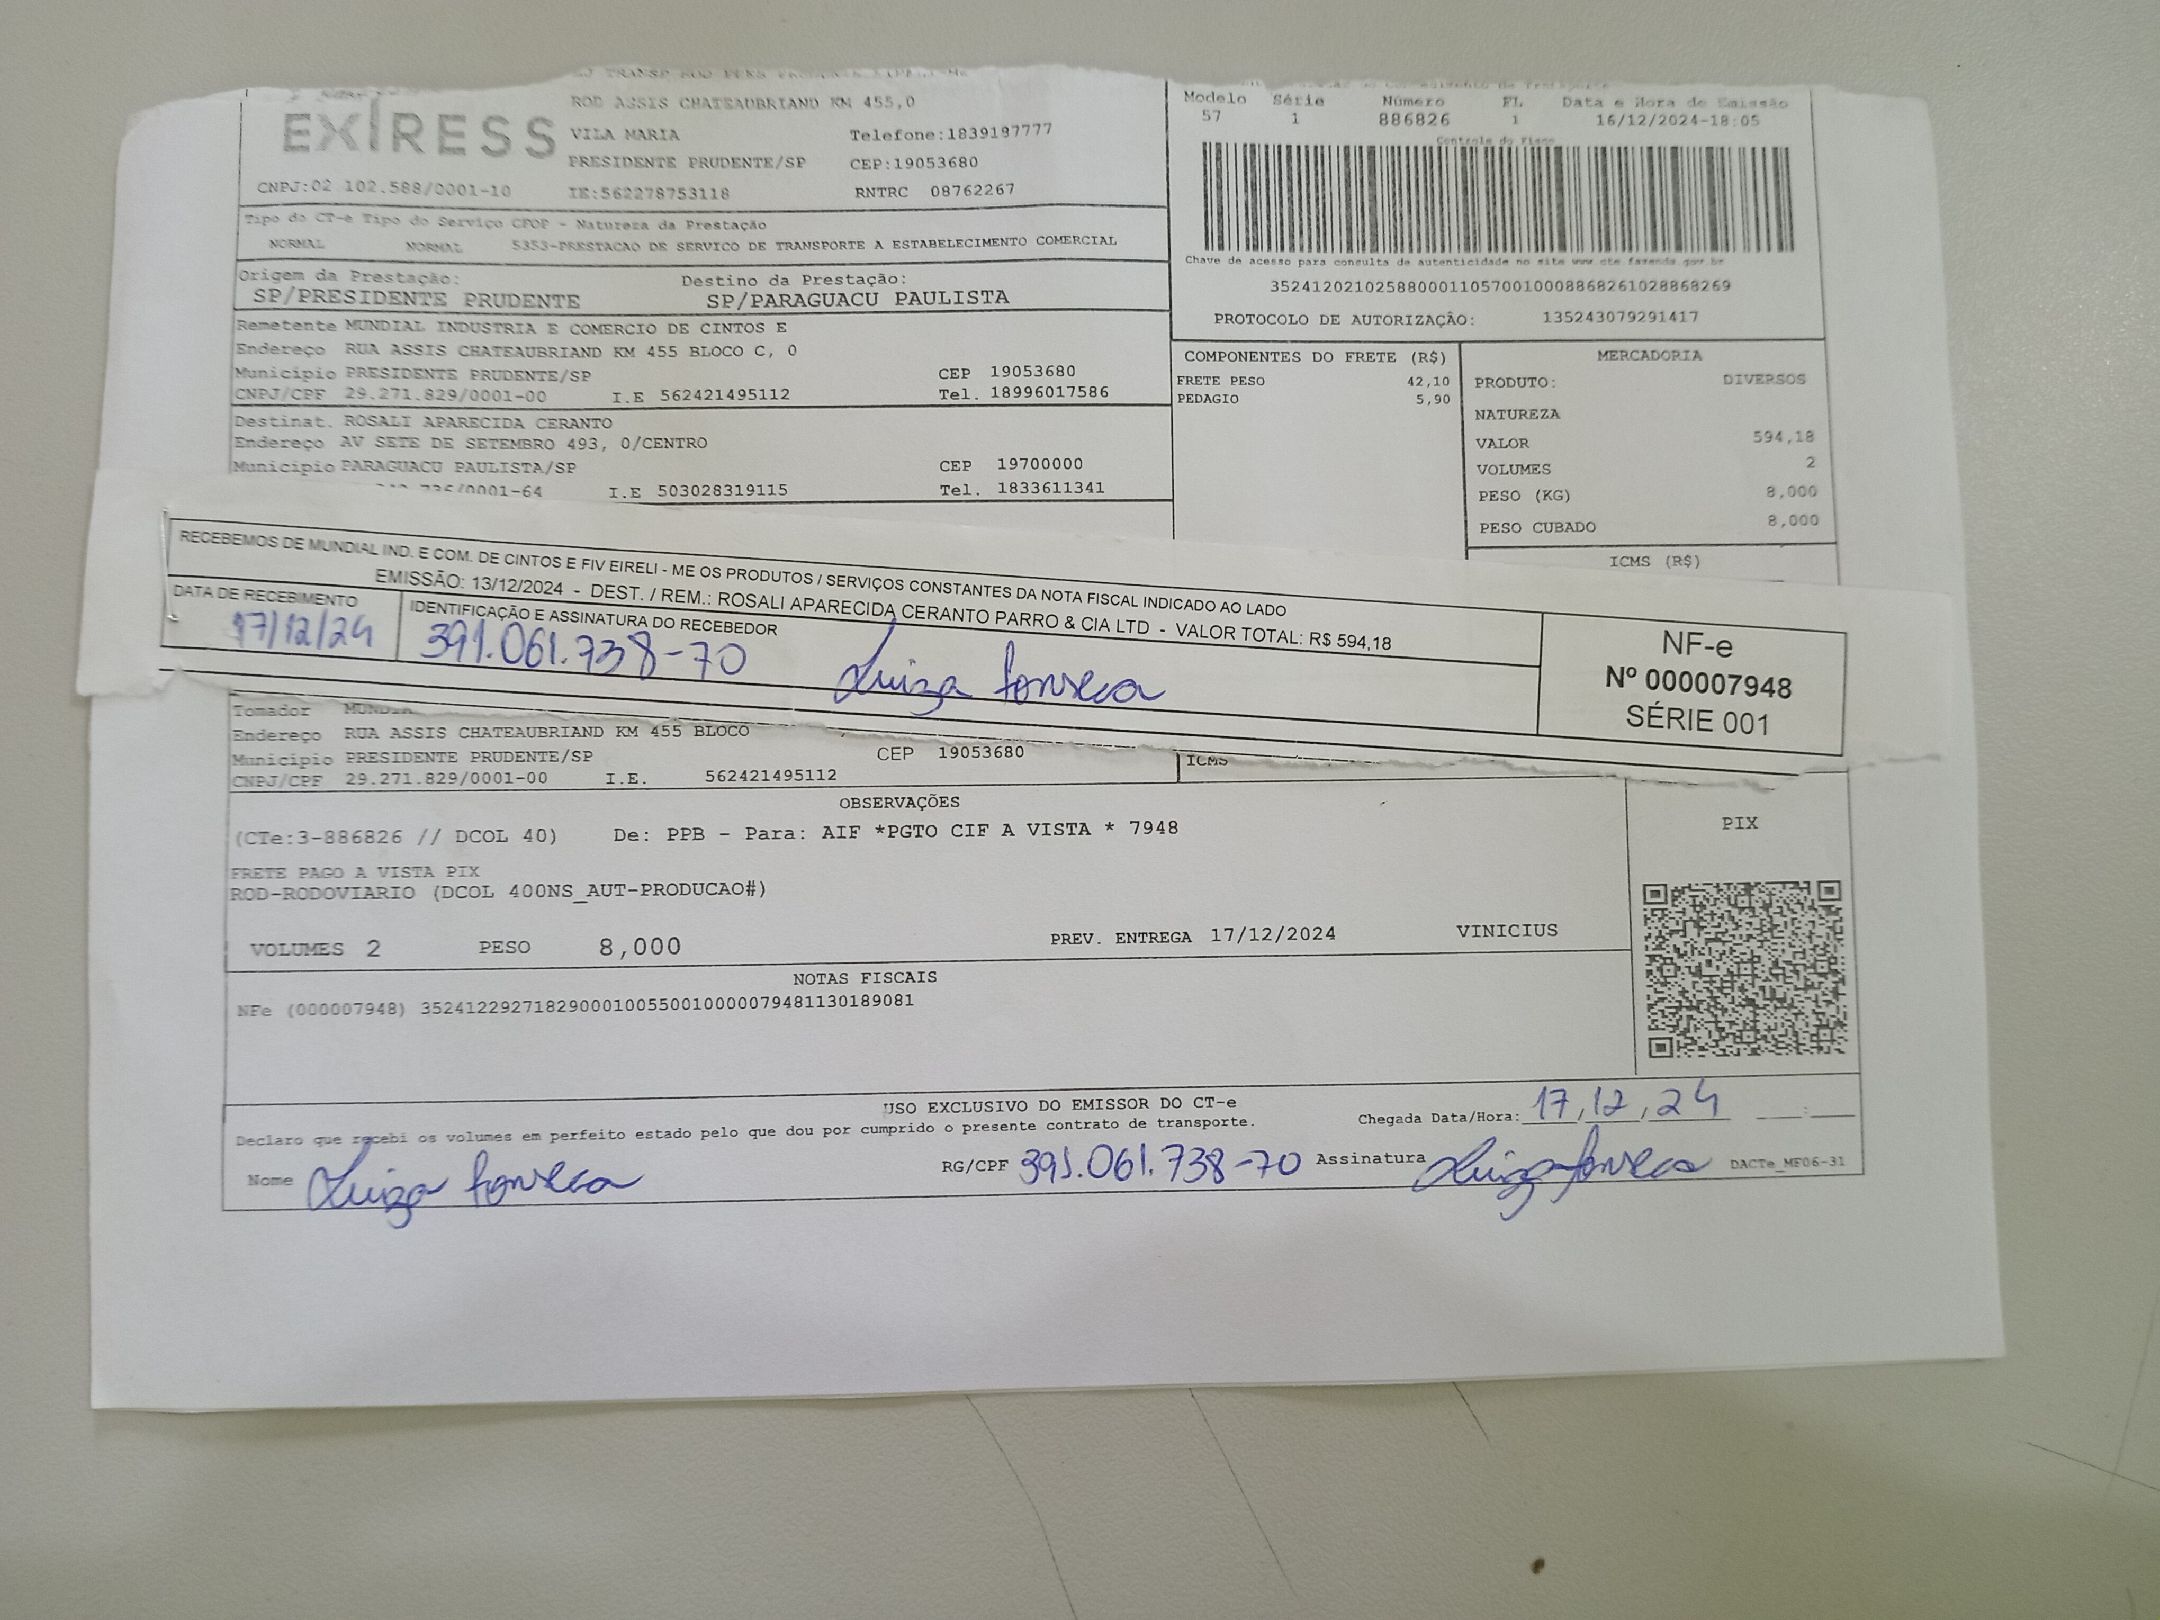 ROD ASSIS CHATEAUBRIAND KM 455,0
EXPRESS
VILA MARIA Telefone:1839197777
PRESIDENTE PRUDENTE/SP CEP:19053680
CNPJ:02 102.588/0001-10 IE:562278753118 RNTRC 08762267
Tipo do CT-e Tipo do Serviço CFOP - Natureza da Prestação
NORMAL NORMAL 5353-PRESTACAO DE SERVICO DE TRANSPORTE A ESTABELECIMENTO COMERCIAL
Origem da Prestação: Destino da Prestação:
SP/PRESIDENTE PRUDENTE SP/PARAGUACU PAULISTA
Remetente MUNDIAL INDUSTRIA E COMERCIO DE CINTOS E
Endereço RUA ASSIS CHATEAUBRIAND KM 455 BLOCO C, 0
Município PRESIDENTE PRUDENTE/SP CEP 19053680
CNPJ/CPF 29.271.829/0001-00 I.E 562421495112 Tel. 18996017586
Destinat. ROSALI APARECIDA CERANTO
Endereço AV SETE DE SETEMBRO 493, 0/CENTRO
Município PARAGUACU PAULISTA/SP CEP 19700000
/0001-64 I.E 503028319115 Tel. 1833611341
Modelo Série Número FL Data e Hora de Emissão
57 1 886826 1 16/12/2024-18:05
Controle do Fisco
Chave de acesso para consulta de autenticidade no site www.cte.fazenda.gov.br
35241202102588000110570010008868261028868269
PROTOCOLO DE AUTORIZAÇÃO: 135243079291417
COMPONENTES DO FRETE (R$)
FRETE PESO 42,10
PEDAGIO 5,90
MERCADORIA
PRODUTO: DIVERSOS
NATUREZA
VALOR 594,18
VOLUMES 2
PESO (KG) 8,000
PESO CUBADO 8,000
ICMS (R$)
RECEBEMOS DE MUNDIAL IND. E COM. DE CINTOS E FIV EIRELI - ME OS PRODUTOS / SERVIÇOS CONSTANTES DA NOTA FISCAL INDICADO AO LADO
EMISSÃO: 13/12/2024 - DEST. / REM.: ROSALI APARECIDA CERANTO PARRO & CIA LTD - VALOR TOTAL: R$ 594,18
DATA DE RECEBIMENTO IDENTIFICAÇÃO E ASSINATURA DO RECEBEDOR
17/12/24 391.061.738-70 Luiza Fonseca
NF-e
Nº 000007948
SÉRIE 001
Tomador
Endereço RUA ASSIS CHATEAUBRIAND KM 455 BLOCO
Município PRESIDENTE PRUDENTE/SP CEP 19053680
CNPJ/CPF 29.271.829/0001-00 I.E. 562421495112
ICMS
OBSERVAÇÕES
(CTe:3-886826 // DCOL 40) De: PPB - Para: AIF *PGTO CIF A VISTA * 7948
FRETE PAGO A VISTA PIX
ROD-RODOVIARIO (DCOL 400NS_AUT-PRODUCAO#)
VOLUMES 2 PESO 8,000 PREV. ENTREGA 17/12/2024 VINICIUS
PIX
NOTAS FISCAIS
NFe (000007948) 35241229271829000100550010000079481130189081
USO EXCLUSIVO DO EMISSOR DO CT-e
Declaro que recebi os volumes em perfeito estado pelo que dou por cumprido o presente contrato de transporte.
Chegada Data/Hora: 17/12/24 :
Nome Luiza Fonseca RG/CPF 391.061.738-70 Assinatura Luiza Fonseca DACTe_MF06-31